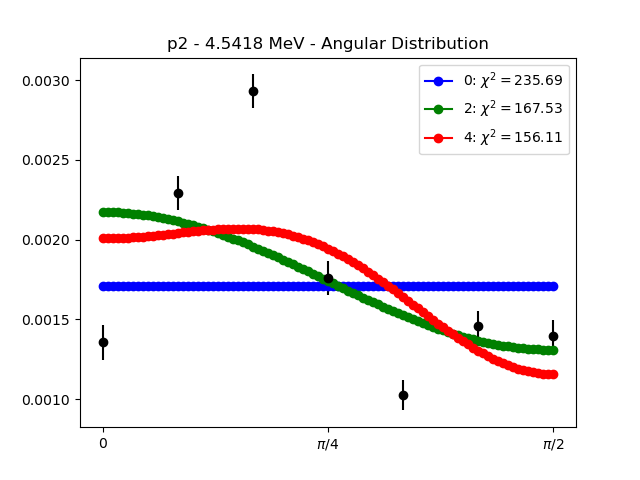 p2 - 4.5418 MeV - Angular Distribution
0: χ² = 235.69
2: χ² = 167.53
4: χ² = 156.11
0.0030
0.0025
0.0020
0.0015
0.0010
0 π/4 π/2